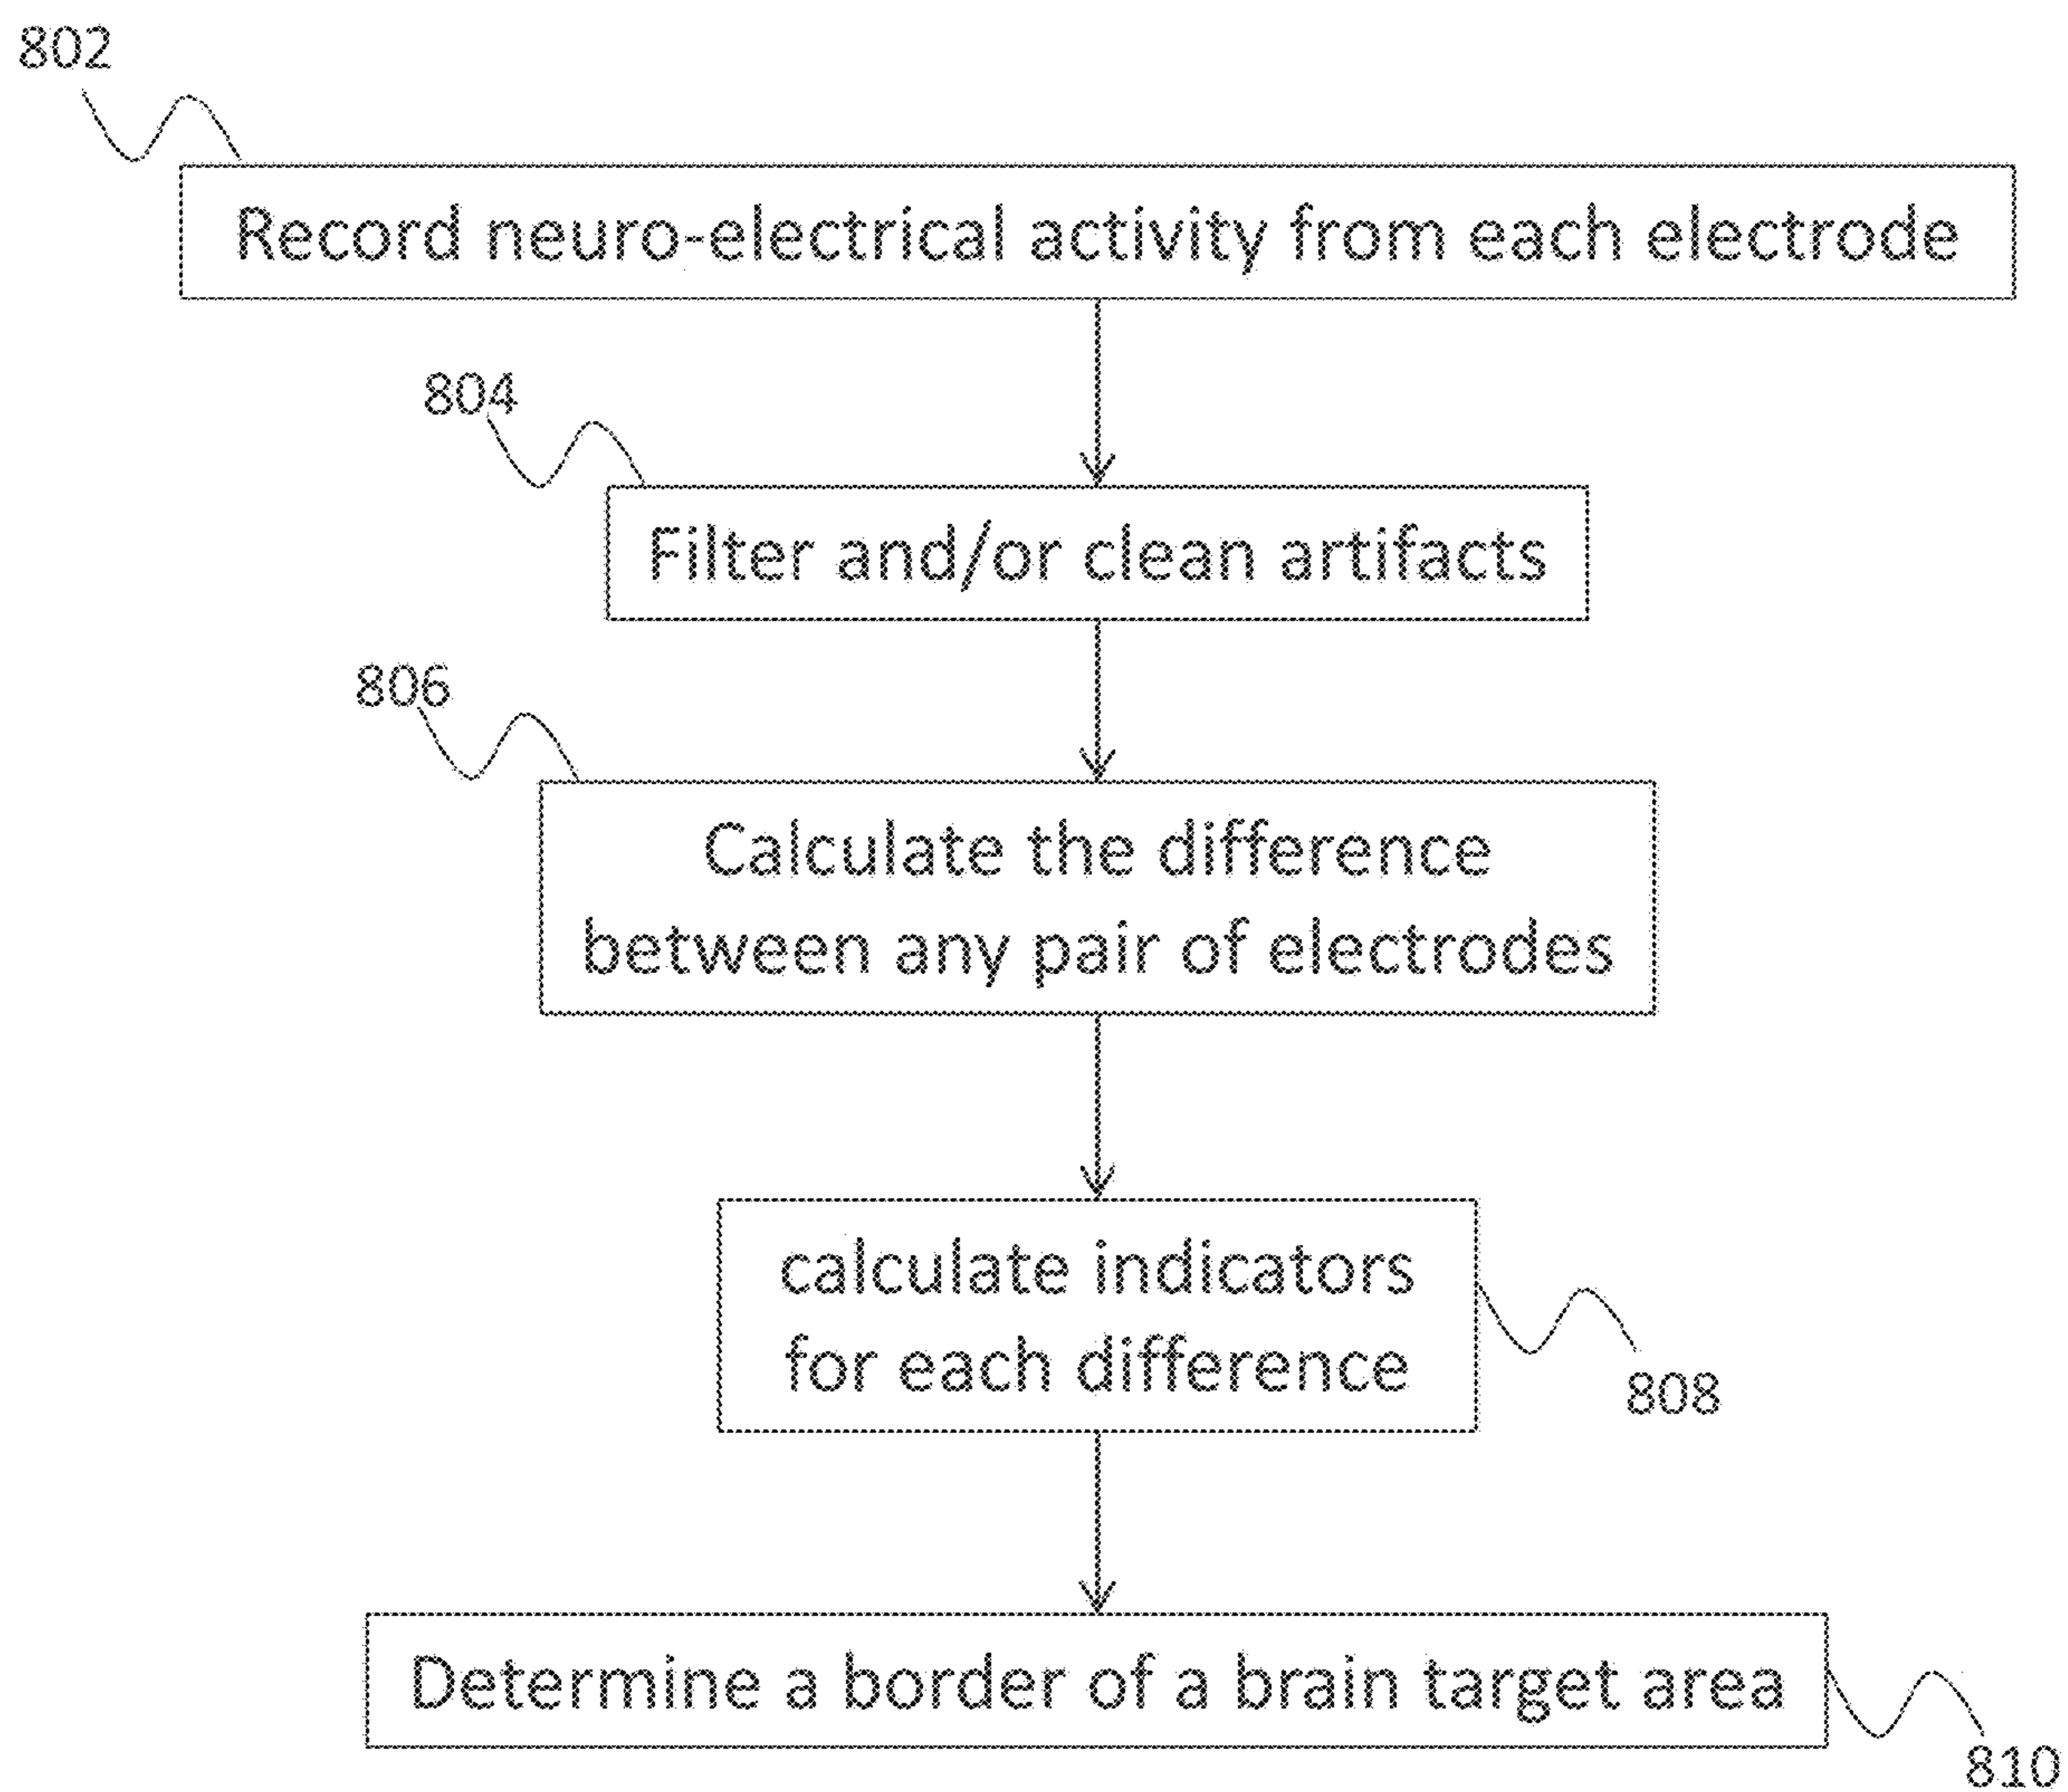 802
Record neuro-electrical activity from each electrode
804
Filter and/or clean artifacts
806
Calculate the difference
between any pair of electrodes
calculate indicators
for each difference
808
Determine a border of a brain target area
810